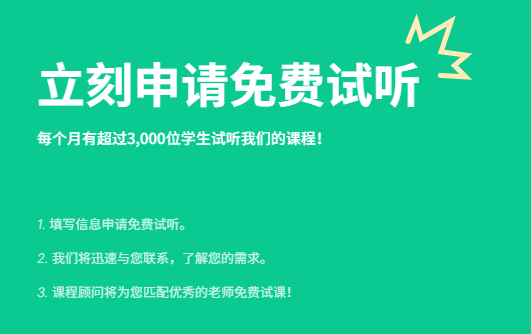 立刻申请免费试听
每个月有超过3,000位学生试听我们的课程!
1. 填写信息申请免费试听。
2. 我们将迅速与您联系，了解您的需求。
3. 课程顾问将为您匹配优秀的老师免费试课!